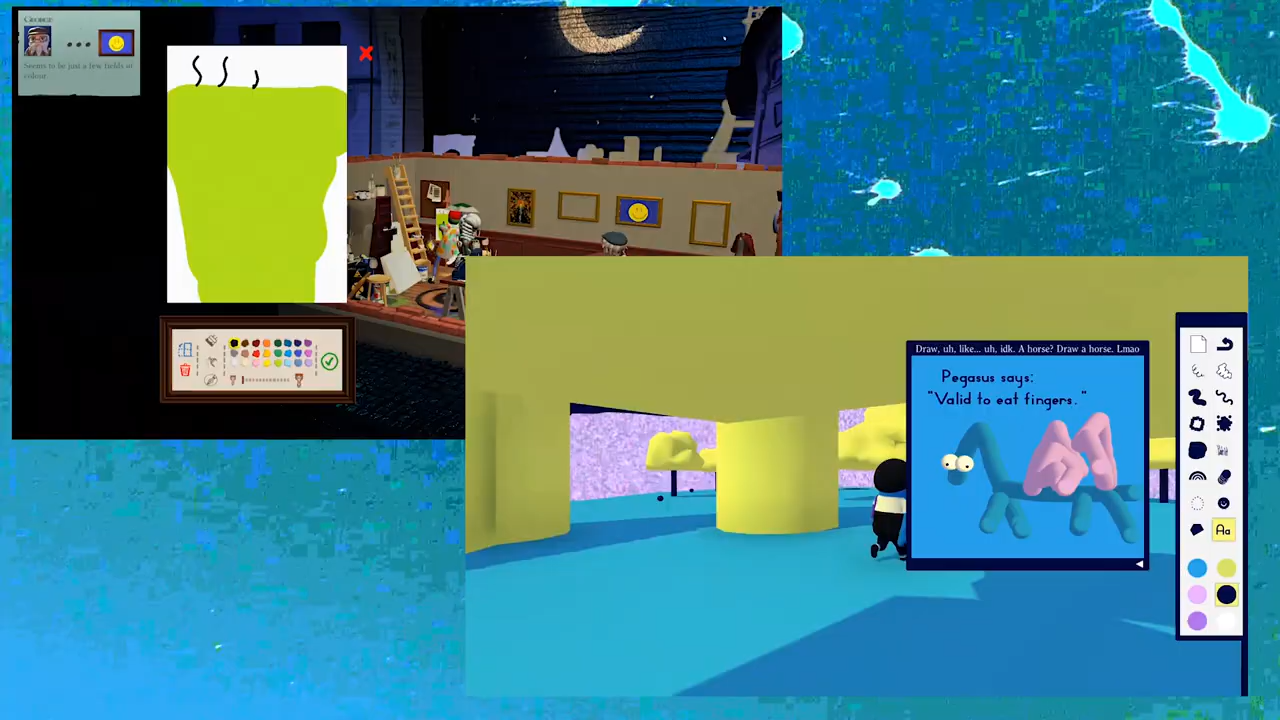 George
Seems to be just a few fields of
colour.
Draw, uh, like... uh, idk. A horse? Draw a horse. Lmao
Pegasus says:
"Valid to eat fingers."
Aa